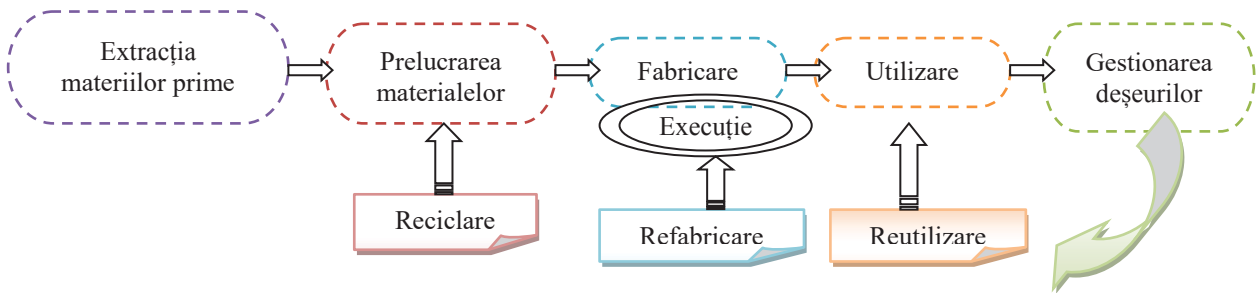 Extracția
materiilor prime
Prelucrarea
materialelor
Fabricare
Execuție
Utilizare
Gestionarea
deșeurilor
Reciclare
Refabricare
Reutilizare